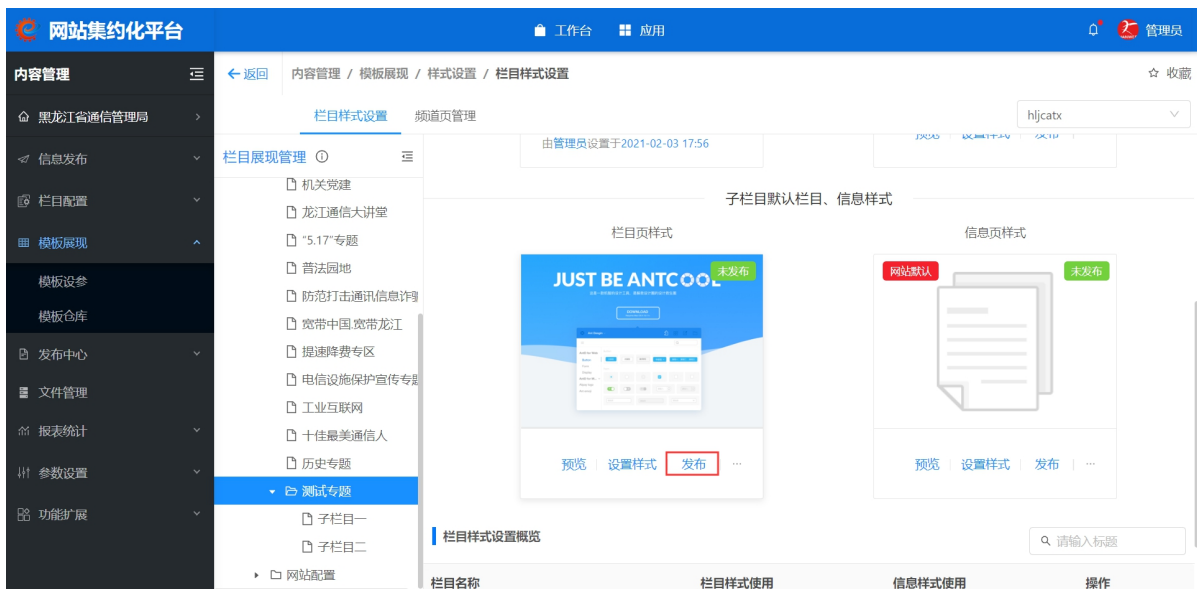 网站集约化平台
工作台
应用
管理员
内容管理
返回
内容管理 / 模板展现 / 样式设置 / 栏目样式设置
收藏
黑龙江省通信管理局
栏目样式设置
频道页管理
hljcatx
信息发布
栏目配置
模板展现
模板设参
模板仓库
发布中心
文件管理
报表统计
参数设置
功能扩展
栏目展现管理
机关党建
龙江通信大讲堂
“5.17”专题
普法园地
防范打击通讯信息诈骗
宽带中国.宽带龙江
提速降费专区
电信设施保护宣传专题
工业互联网
十佳最美通信人
历史专题
测试专题
子栏目一
子栏目二
网站配置
由管理员设置于2021-02-03 17:56
预览 设置样式 发布
子栏目默认栏目、信息样式
栏目页样式
信息页样式
JUST BE ANTCOOL
未发布
网站默认
未发布
预览 设置样式 发布 ...
预览 设置样式 发布 ...
栏目样式设置概览
请输入标题
栏目名称 栏目样式使用 信息样式使用 操作